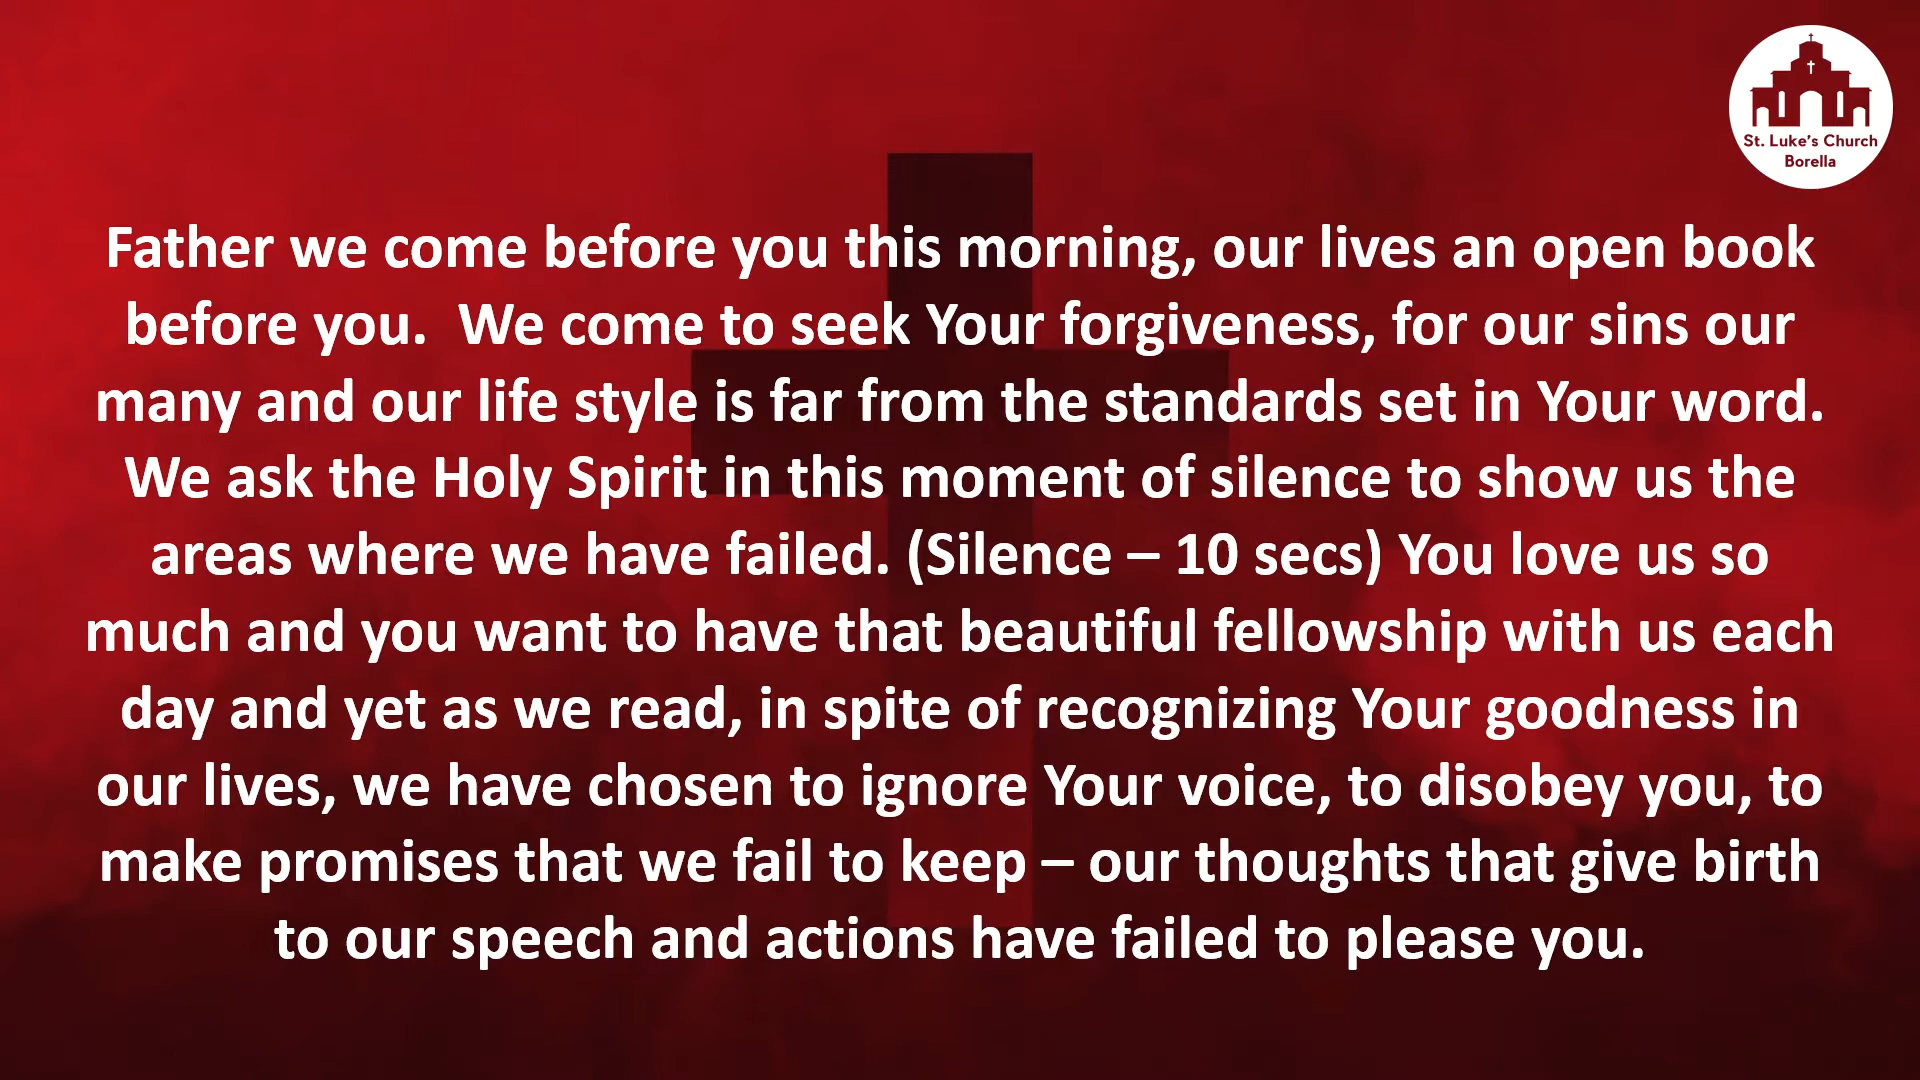 St. Luke's Church
Borella
Father we come before you this morning, our lives an open book
before you.  We come to seek Your forgiveness, for our sins our
many and our life style is far from the standards set in Your word.
We ask the Holy Spirit in this moment of silence to show us the
areas where we have failed. (Silence – 10 secs) You love us so
much and you want to have that beautiful fellowship with us each
day and yet as we read, in spite of recognizing Your goodness in
our lives, we have chosen to ignore Your voice, to disobey you, to
make promises that we fail to keep – our thoughts that give birth
to our speech and actions have failed to please you.